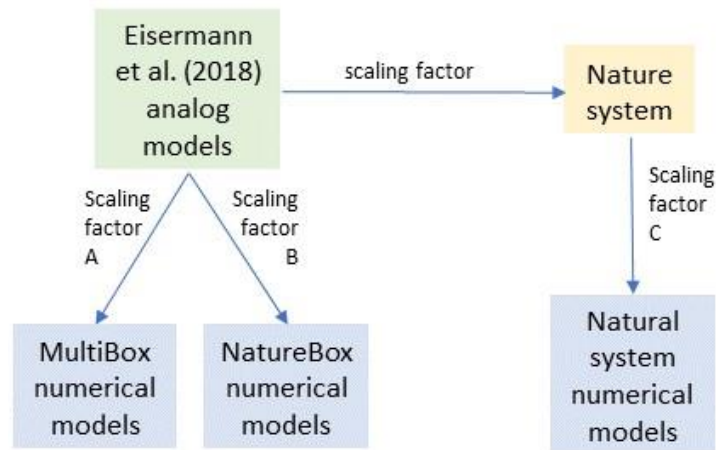 Eisermann
et al. (2018)
analog
models
scaling factor
Nature
system
Scaling
factor
A
Scaling
factor
B
Scaling
factor
C
MultiBox
numerical
models
NatureBox
numerical
models
Natural
system
numerical
models